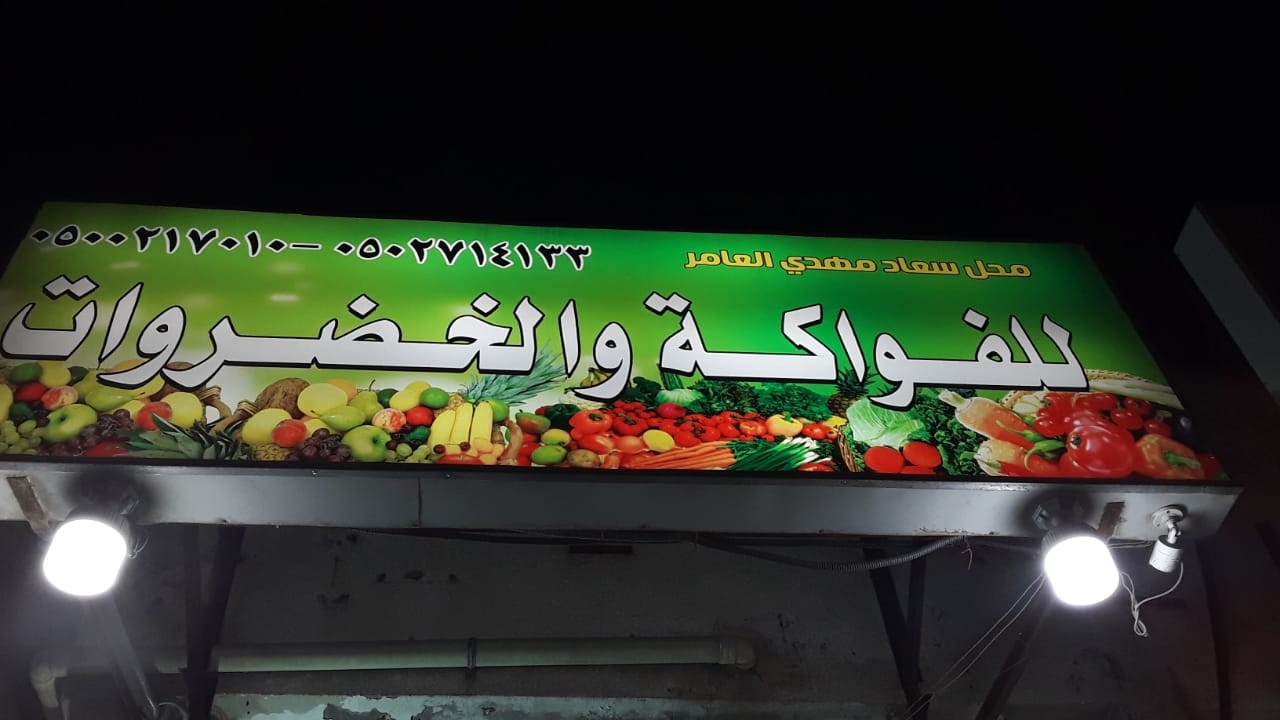 محل سعاد مهدي العامر
٠٥٠٠٢١٧٠١٠ – ٠٥٠٢٧١٤١٣٣
للفواكة والخضروات